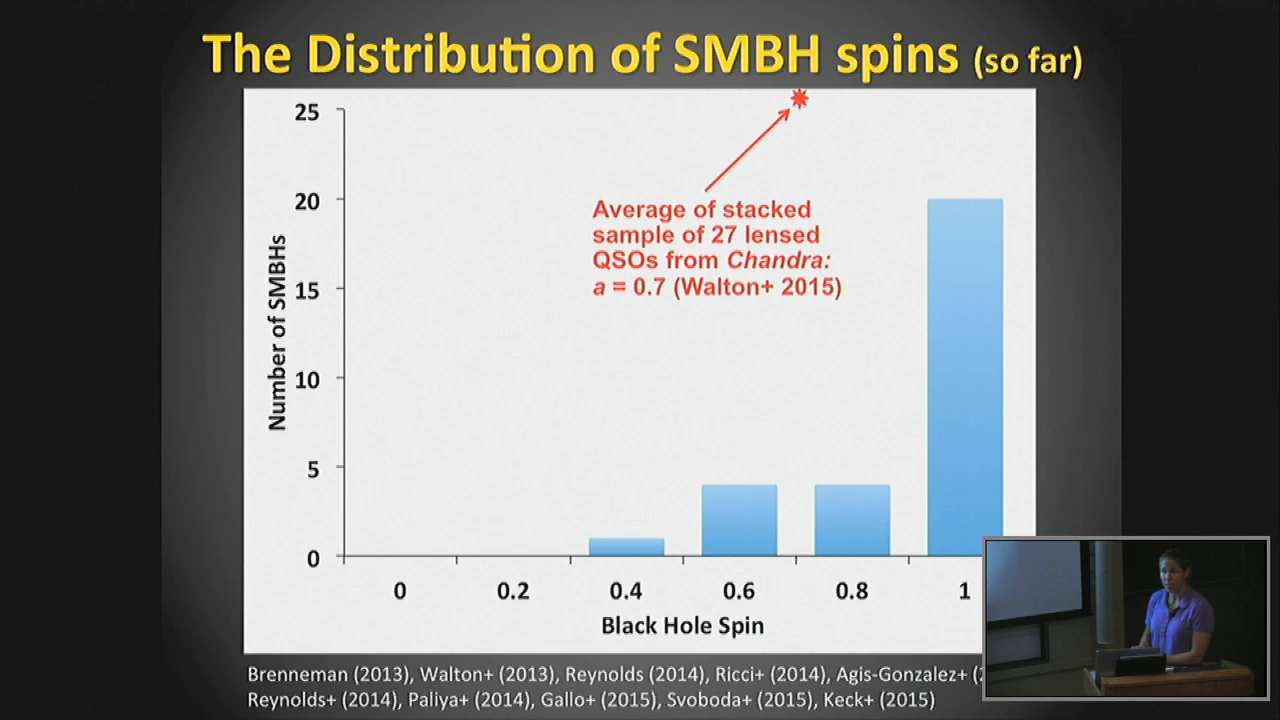 The Distribution of SMBH spins (so far)
25
20
15
10
5
0
Number of SMBHs
Average of stacked
sample of 27 lensed
QSOs from Chandra:
a = 0.7 (Walton+ 2015)
0 0.2 0.4 0.6 0.8 1
Black Hole Spin
Brenneman (2013), Walton+ (2013), Reynolds (2014), Ricci+ (2014), Agis-Gonzalez+
Reynolds+ (2014), Paliya+ (2014), Gallo+ (2015), Svoboda+ (2015), Keck+ (2015)